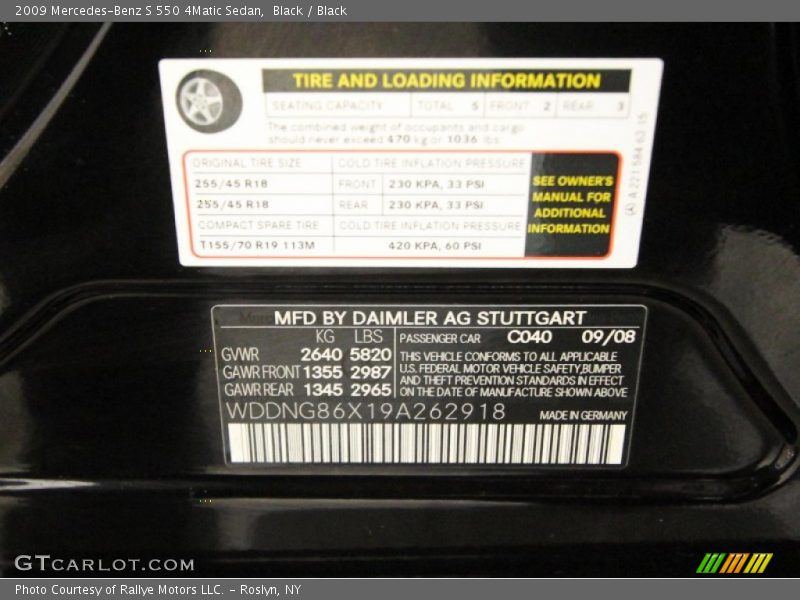 2009 Mercedes-Benz S 550 4Matic Sedan,  Black / Black
TIRE AND LOADING INFORMATION
SEATING CAPACITY TOTAL 5 FRONT 2 REAR 3
The combined weight of occupants and cargo
should never exceed 470 kg or 1036 lbs.
ORIGINAL TIRE SIZE COLD TIRE INFLATION PRESSURE
255/45 R18 FRONT 230 KPA, 33 PSI
255/45 R18 REAR 230 KPA, 33 PSI
COMPACT SPARE TIRE COLD TIRE INFLATION PRESSURE
T155/70 R19 113M 420 KPA, 60 PSI
SEE OWNER'S
MANUAL FOR
ADDITIONAL
INFORMATION
A 221 584 63 15
MFD BY DAIMLER AG STUTTGART
KG LBS PASSENGER CAR C040 09/08
GVWR 2640 5820
GAWR FRONT 1355 2987
GAWR REAR 1345 2965
THIS VEHICLE CONFORMS TO ALL APPLICABLE
U.S. FEDERAL MOTOR VEHICLE SAFETY,BUMPER
AND THEFT PREVENTION STANDARDS IN EFFECT
ON THE DATE OF MANUFACTURE SHOWN ABOVE
WDDNG86X19A262918 MADE IN GERMANY
GTCARLOT.COM
Photo Courtesy of Rallye Motors LLC. - Roslyn, NY